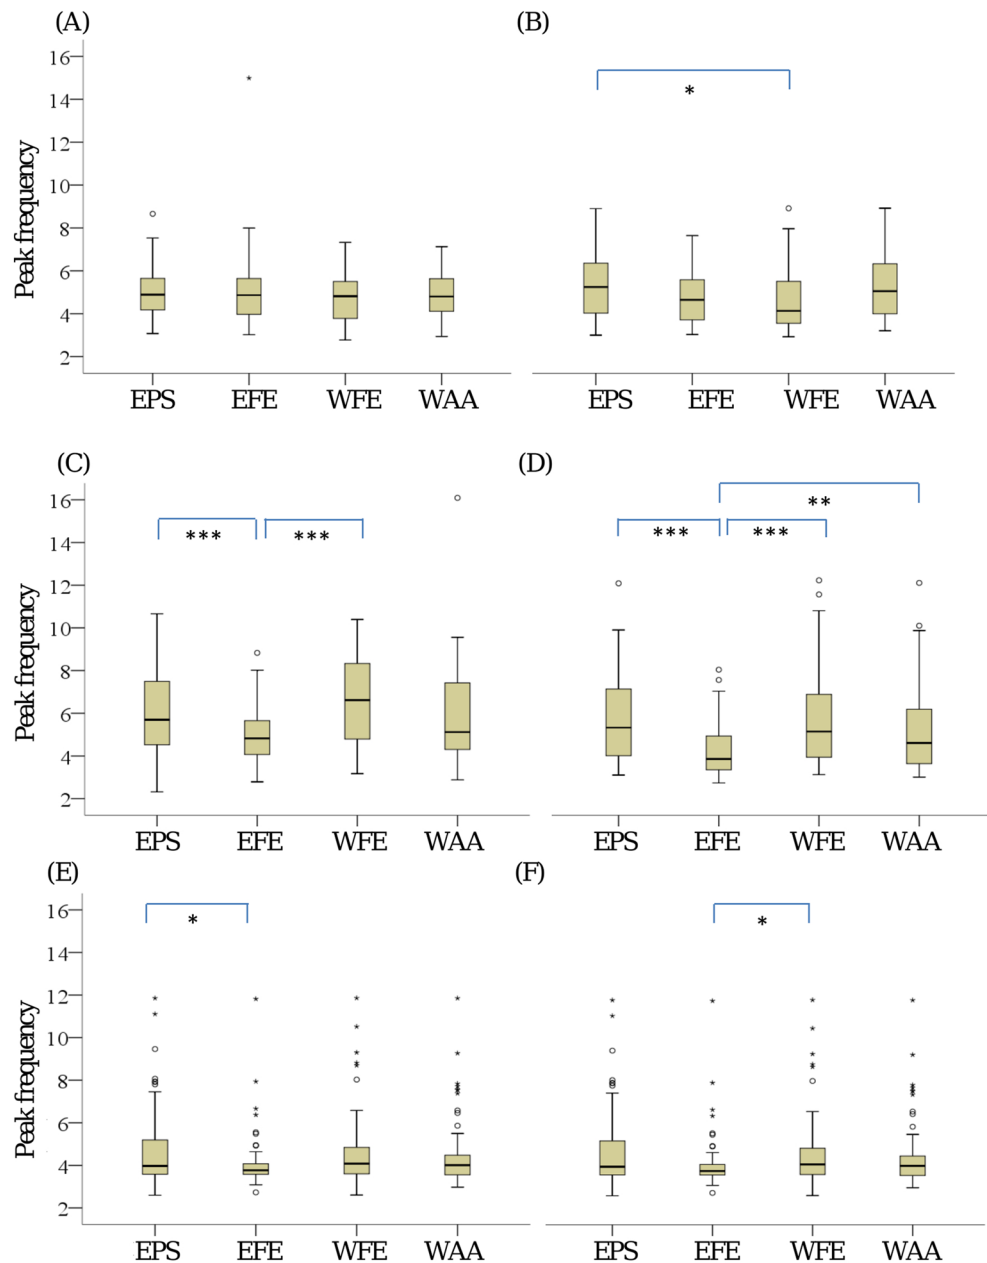 (A) (B)
16
14
12
10
8
6
4
2
Peak frequency
*
EPS EFE WFE WAA EPS EFE WFE WAA
(C) (D)
16
14
12
10
8
6
4
2
Peak frequency
*** *** *** *** **
EPS EFE WFE WAA EPS EFE WFE WAA
(E) (F)
16
14
12
10
8
6
4
2
Peak frequency
* *
EPS EFE WFE WAA EPS EFE WFE WAA